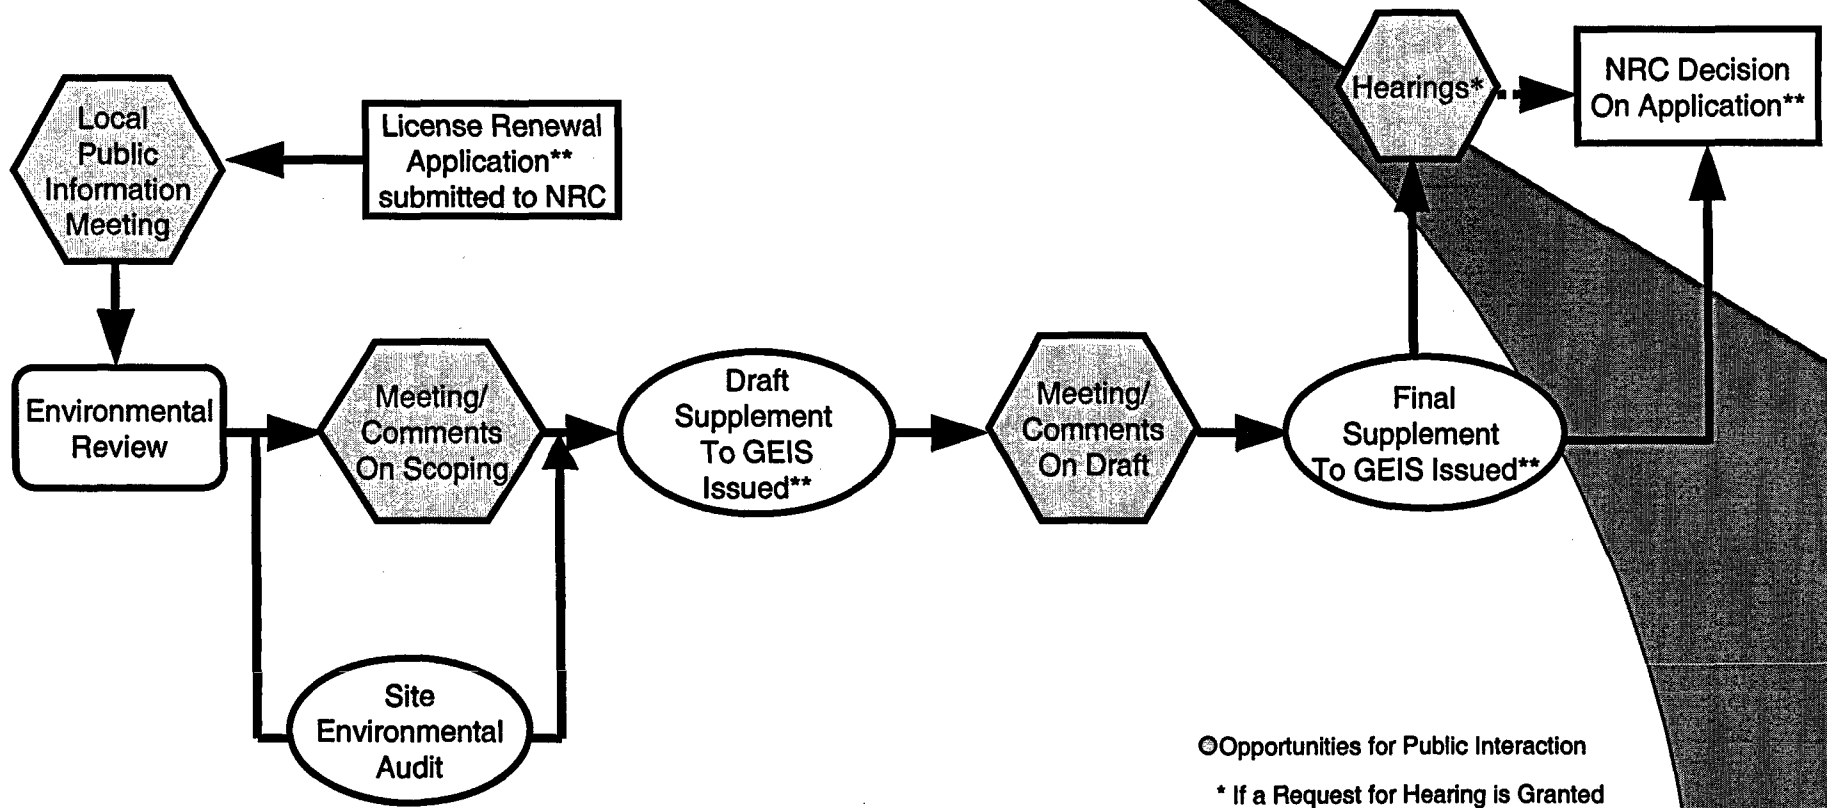 Local
Public
Information
Meeting
License Renewal
Application**
submitted to NRC
Hearings*
NRC Decision
On Application**
Environmental
Review
Meeting/
Comments
On Scoping
Draft
Supplement
To GEIS
Issued**
Meeting/
Comments
On Draft
Final
Supplement
To GEIS Issued**
Site
Environmental
Audit
Opportunities for Public Interaction
* If a Request for Hearing is Granted